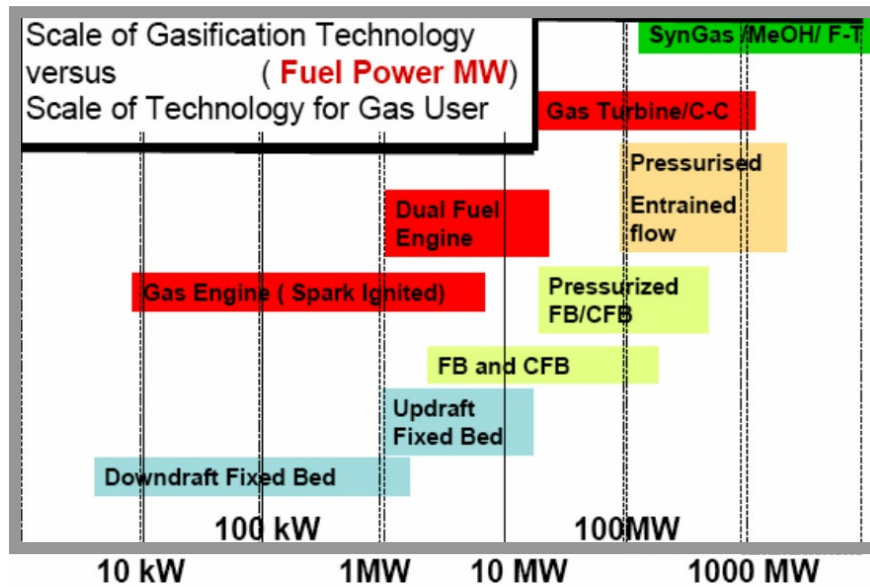 Scale of Gasification Technology
versus ( Fuel Power MW)
Scale of Technology for Gas User
SynGas /MeOH/ F-T
Gas Turbine/C-C
Pressurised
Entrained
flow
Dual Fuel
Engine
Gas Engine ( Spark Ignited)
Pressurized
FB/CFB
FB and CFB
Updraft
Fixed Bed
Downdraft Fixed Bed
100 kW 100MW
10 kW 1MW 10 MW 1000 MW